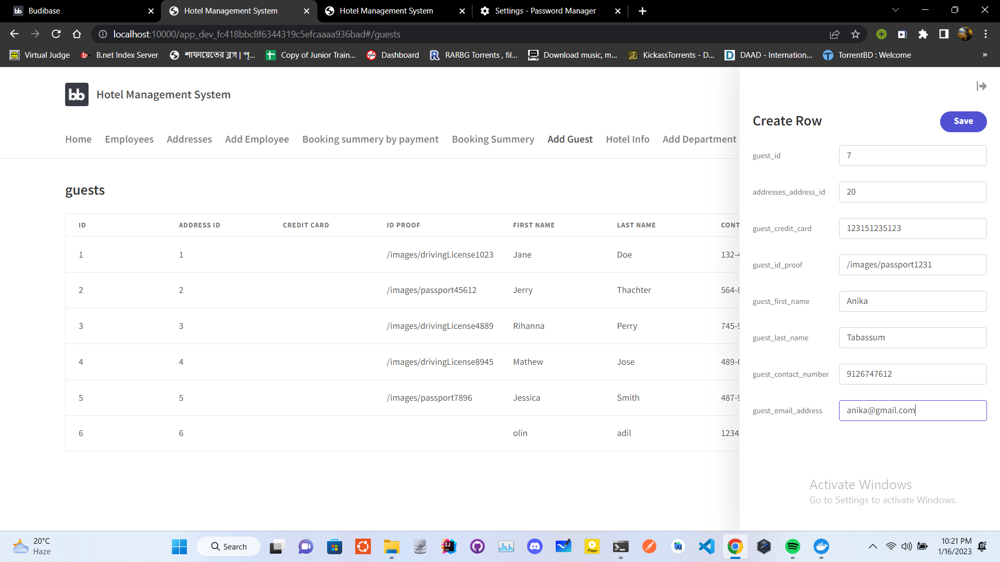 Budibase
Hotel Management System
Hotel Management System
Settings - Password Manager
localhost:10000/app_dev_fc418bbc8f6344319c5efcaaaa936bad#/guests
Virtual Judge
B.net Index Server
শাফায়েতের ব্লগ | প্...
Copy of Junior Train...
Dashboard
RARBG Torrents , fil...
Download music, m...
KickassTorrents - D...
DAAD - Internation...
TorrentBD : Welcome
»
bb Hotel Management System
Home Employees Addresses Add Employee Booking summery by payment Booking Summery Add Guest Hotel Info Add Department
guests
ID ADDRESS ID CREDIT CARD ID PROOF FIRST NAME LAST NAME CONT
1 1 /images/drivingLicense1023 Jane Doe 132-4
2 2 /images/passport45612 Jerry Thachter 564-8
3 3 /images/drivingLicense4889 Rihanna Perry 745-9
4 4 /images/drivingLicense8945 Mathew Jose 489-6
5 5 /images/passport7896 Jessica Smith 487-9
6 6 olin adil 1234
Create Row
Save
guest_id 7
addresses_address_id 20
guest_credit_card 123151235123
guest_id_proof /images/passport1231
guest_first_name Anika
guest_last_name Tabassum
guest_contact_number 9126747612
guest_email_address anika@gmail.com
Activate Windows
Go to Settings to activate Windows.
20°C
Haze
Search
10:21 PM
1/16/2023